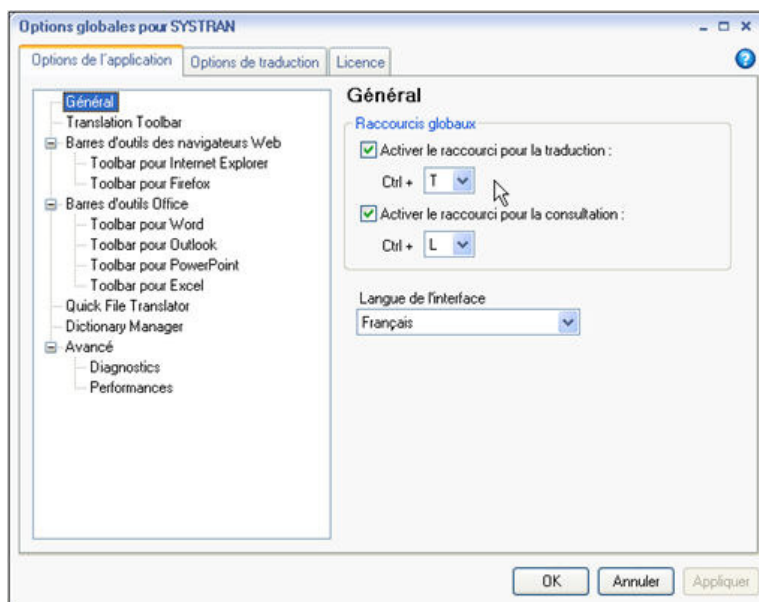 Options globales pour SYSTRAN
Options de l'application
Options de traduction
Licence
Général
Translation Toolbar
Barres d'outils des navigateurs Web
Toolbar pour Internet Explorer
Toolbar pour Firefox
Barres d'outils Office
Toolbar pour Word
Toolbar pour Outlook
Toolbar pour PowerPoint
Toolbar pour Excel
Quick File Translator
Dictionary Manager
Avancé
Diagnostics
Performances
Général
Raccourcis globaux
Activer le raccourci pour la traduction :
Ctrl + T
Activer le raccourci pour la consultation :
Ctrl + L
Langue de l'interface
Français
OK
Annuler
Appliquer